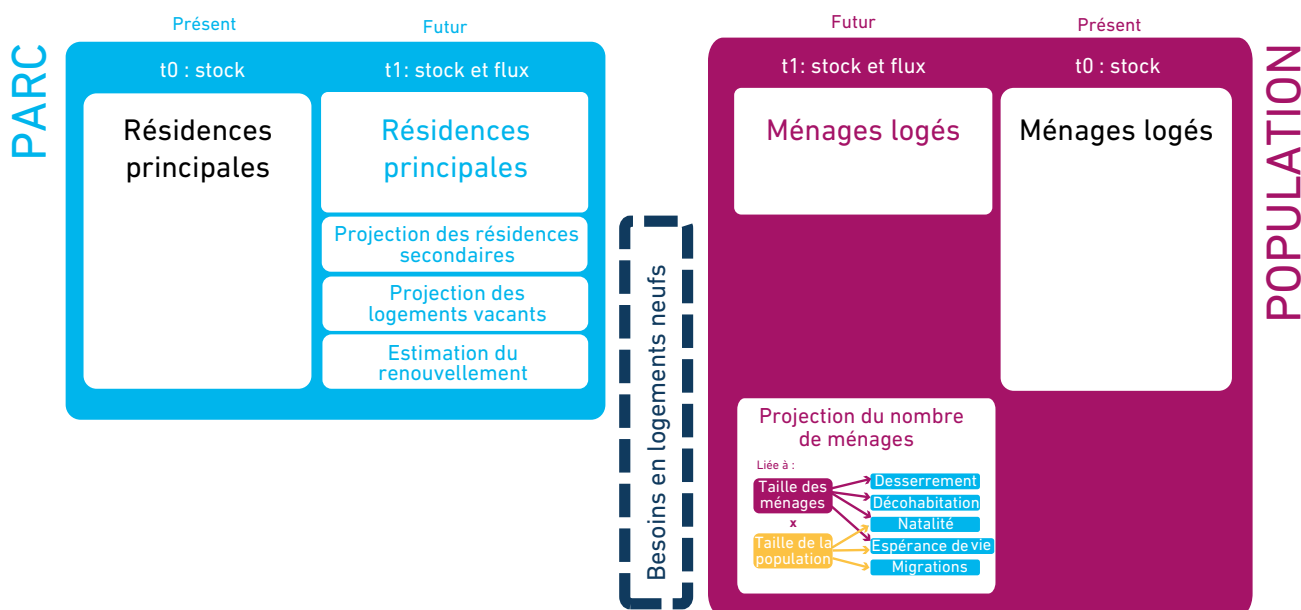 PARC
Présent
Futur
t0 : stock
t1: stock et flux
Résidences
principales
Résidences
principales
Projection des résidences
secondaires
Projection des
logements vacants
Estimation du
renouvellement
Besoins en logements neufs
Futur
Présent
t1: stock et flux
t0 : stock
Ménages logés
Ménages logés
Projection du nombre
de ménages
Liée à :
Taille des
ménages
x
Taille de la
population
Desserrement
Décohabitation
Natalité
Espérance de vie
Migrations
POPULATION